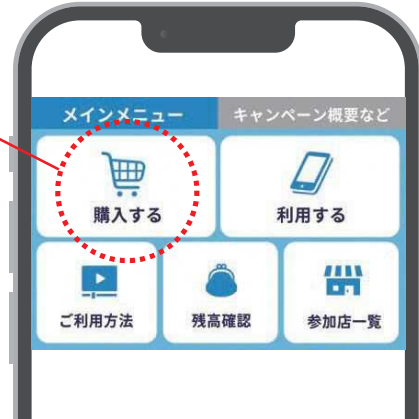 メインメニュー
キャンペーン概要など
購入する
利用する
ご利用方法
残高確認
参加店一覧